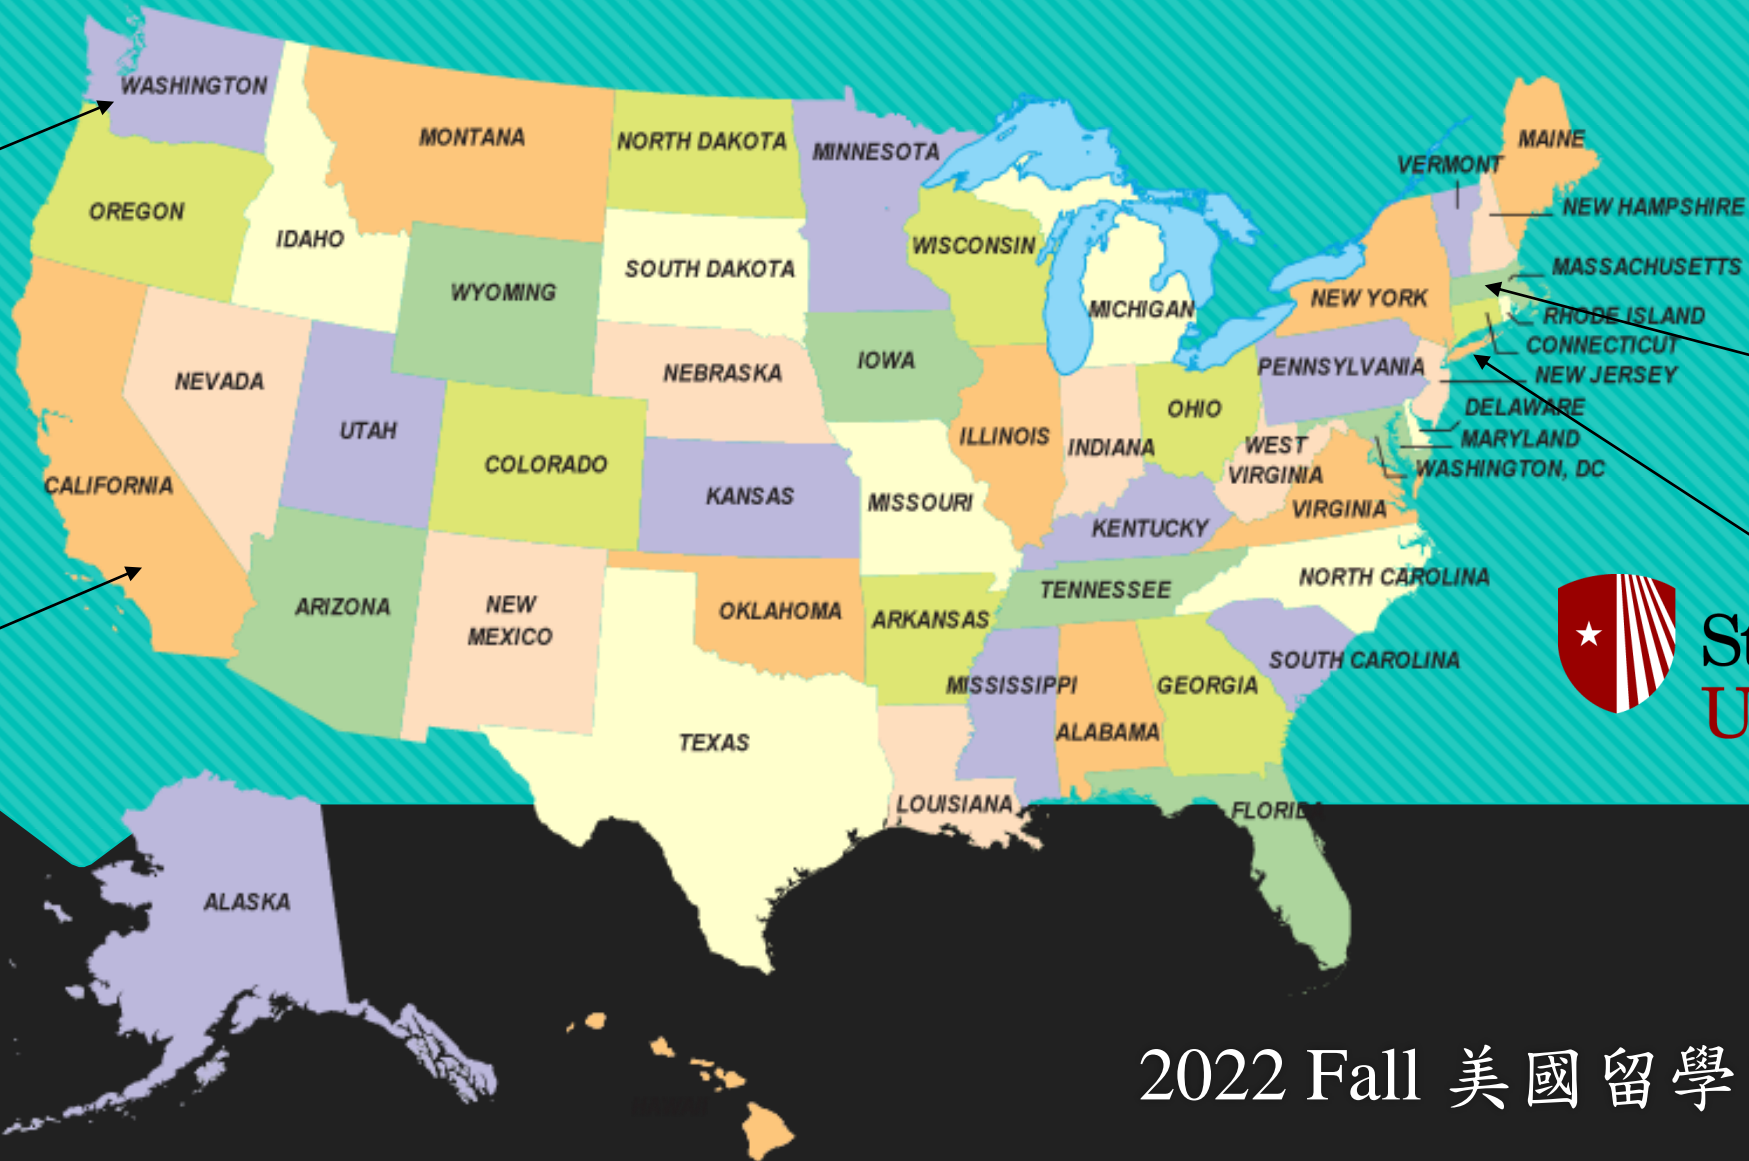 WASHINGTON
MONTANA
NORTH DAKOTA
MINNESOTA
MAINE
VERMONT
NEW HAMPSHIRE
OREGON
IDAHO
WYOMING
SOUTH DAKOTA
WISCONSIN
MICHIGAN
NEW YORK
MASSACHUSETTS
RHODE ISLAND
CONNECTICUT
NEW JERSEY
NEVADA
UTAH
COLORADO
NEBRASKA
IOWA
ILLINOIS
INDIANA
OHIO
PENNSYLVANIA
DELAWARE
MARYLAND
WASHINGTON, DC
WEST
VIRGINIA
VIRGINIA
CALIFORNIA
KANSAS
MISSOURI
KENTUCKY
ARIZONA
NEW
MEXICO
OKLAHOMA
ARKANSAS
TENNESSEE
NORTH CAROLINA
SOUTH CAROLINA
TEXAS
MISSISSIPPI
ALABAMA
GEORGIA
LOUISIANA
FLORIDA
ALASKA
St
U
2022 Fall 美國留學